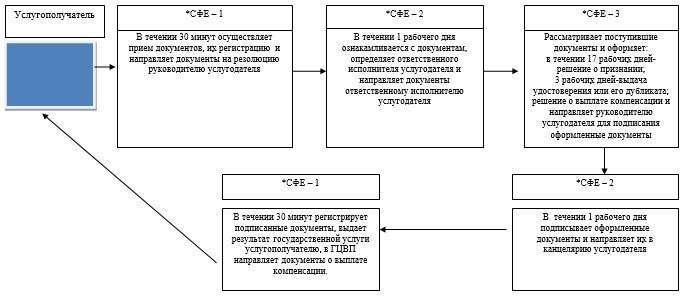 Услугополучатель
*СФЕ – 1
В течении 30 минут осуществляет
прием документов, их регистрацию и
направляет документы на резолюцию
руководителю услугодателя
*СФЕ – 2
В течении 1 рабочего дня
ознакамливается с документам,
определяет ответственного
исполнителя услугодателя и
направляет документы
ответственному исполнителю
услугодателя
*СФЕ – 3
Рассматривает поступившие
документы и оформяет:
в течении 17 рабочих дней-
решение о признании;
3 рабочих дней-выдача
удостоверения или его дубликата;
решение о выплате компенсации и
направляет руководителю
услугодателя для подписания
оформленные документы
*СФЕ – 2
В течении 1 рабочего дня
подписывает оформленные
документы и направляет их в
канцелярию услугодателя
*СФЕ – 1
В течении 30 минут регистрирует
подписанные документы, выдает
результат государственной услуги
услугополучателю, в ГЦВП
направляет документы о выплате
компенсации.